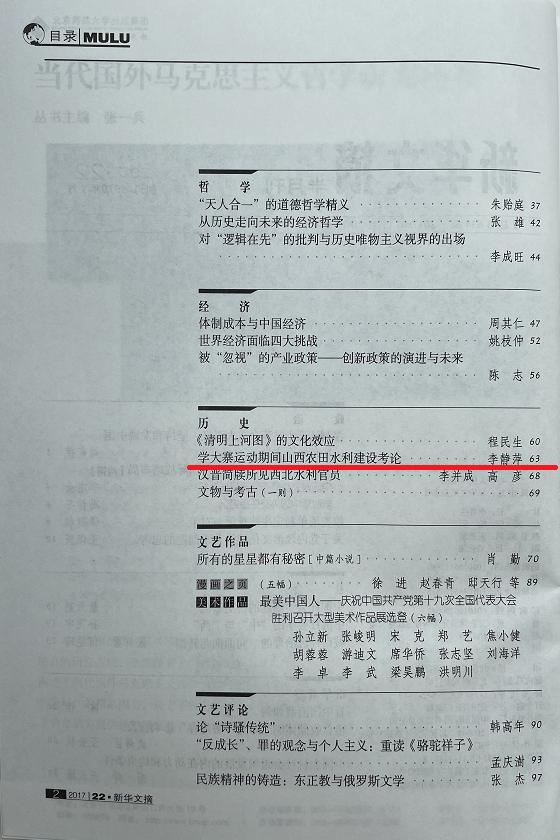 目录 MULU
当代国外马克思主义哲学
丛书主编 张一兵
哲 学
“天人合一”的道德哲学精义 朱贻庭 37
从历史走向未来的经济哲学 张 雄 42
对“逻辑在先”的批判与历史唯物主义视界的出场
李成旺 44
经 济
体制成本与中国经济 周其仁 47
世界经济面临四大挑战 姚枝仲 52
被“忽视”的产业政策——创新政策的演进与未来
陈 志 56
历 史
《清明上河图》的文化效应 程民生 60
学大寨运动期间山西农田水利建设考论 李静萍 63
汉晋简牍所见西北水利官员 李并成 高 彦 68
文物与考古(一则) 69
文艺作品
所有的星星都有秘密[中篇小说] 肖 勤 70
漫画之页 (五幅) 徐 进 赵春青 邸天行 等 89
美术作品 最美中国人——庆祝中国共产党第十九次全国代表大会
胜利召开大型美术作品展选登(六幅)
孙立新 张峻明 宋 克 郑 艺 焦小健
胡蓉蓉 游迪文 席华侨 张志坚 刘海洋
李 卓 李 武 梁昊鹏 洪明川
文艺评论
论“诗骚传统” 韩高年 90
“反成长”、罪的观念与个人主义：重读《骆驼祥子》
孟庆澍 93
民族精神的铸造：东正教与俄罗斯文学 张 杰 97
2 2017|22·新华文摘